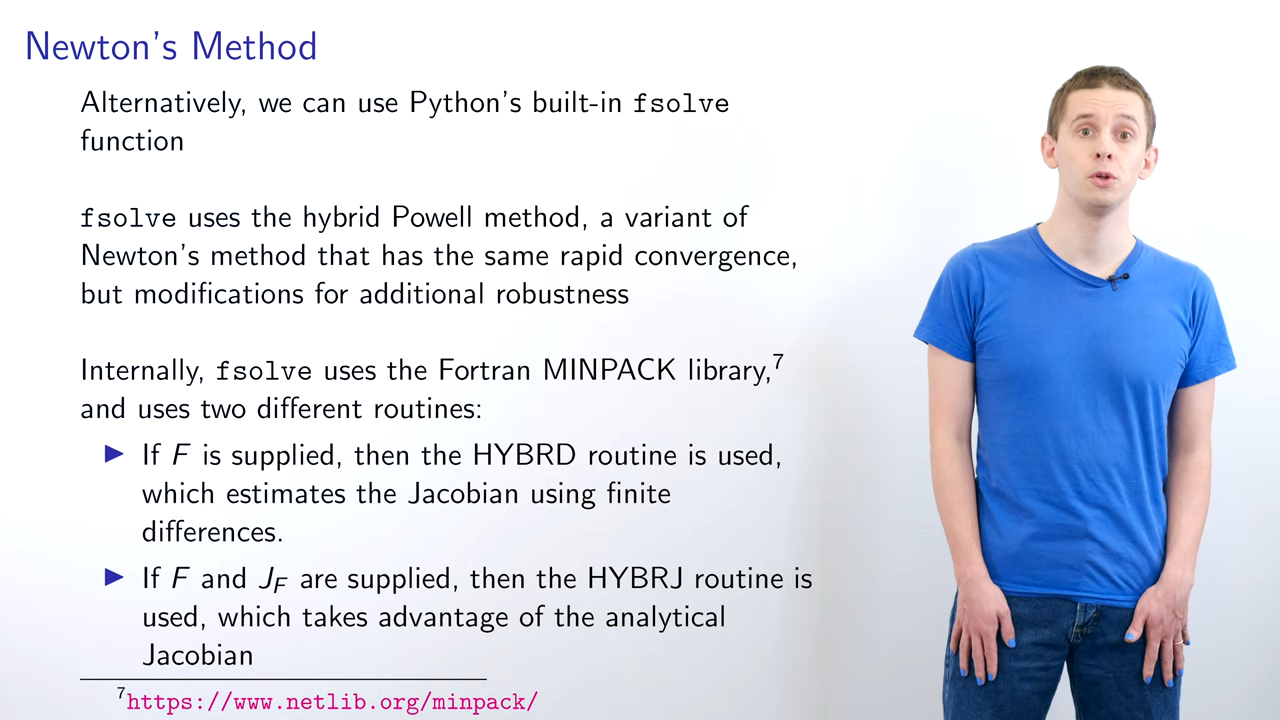 Newton's Method
Alternatively, we can use Python's built-in fsolve
function
fsolve uses the hybrid Powell method, a variant of
Newton's method that has the same rapid convergence,
but modifications for additional robustness
Internally, fsolve uses the Fortran MINPACK library,⁷
and uses two different routines:
▶ If F is supplied, then the HYBRD routine is used,
which estimates the Jacobian using finite
differences.
▶ If F and J_F are supplied, then the HYBRJ routine is
used, which takes advantage of the analytical
Jacobian
⁷https://www.netlib.org/minpack/